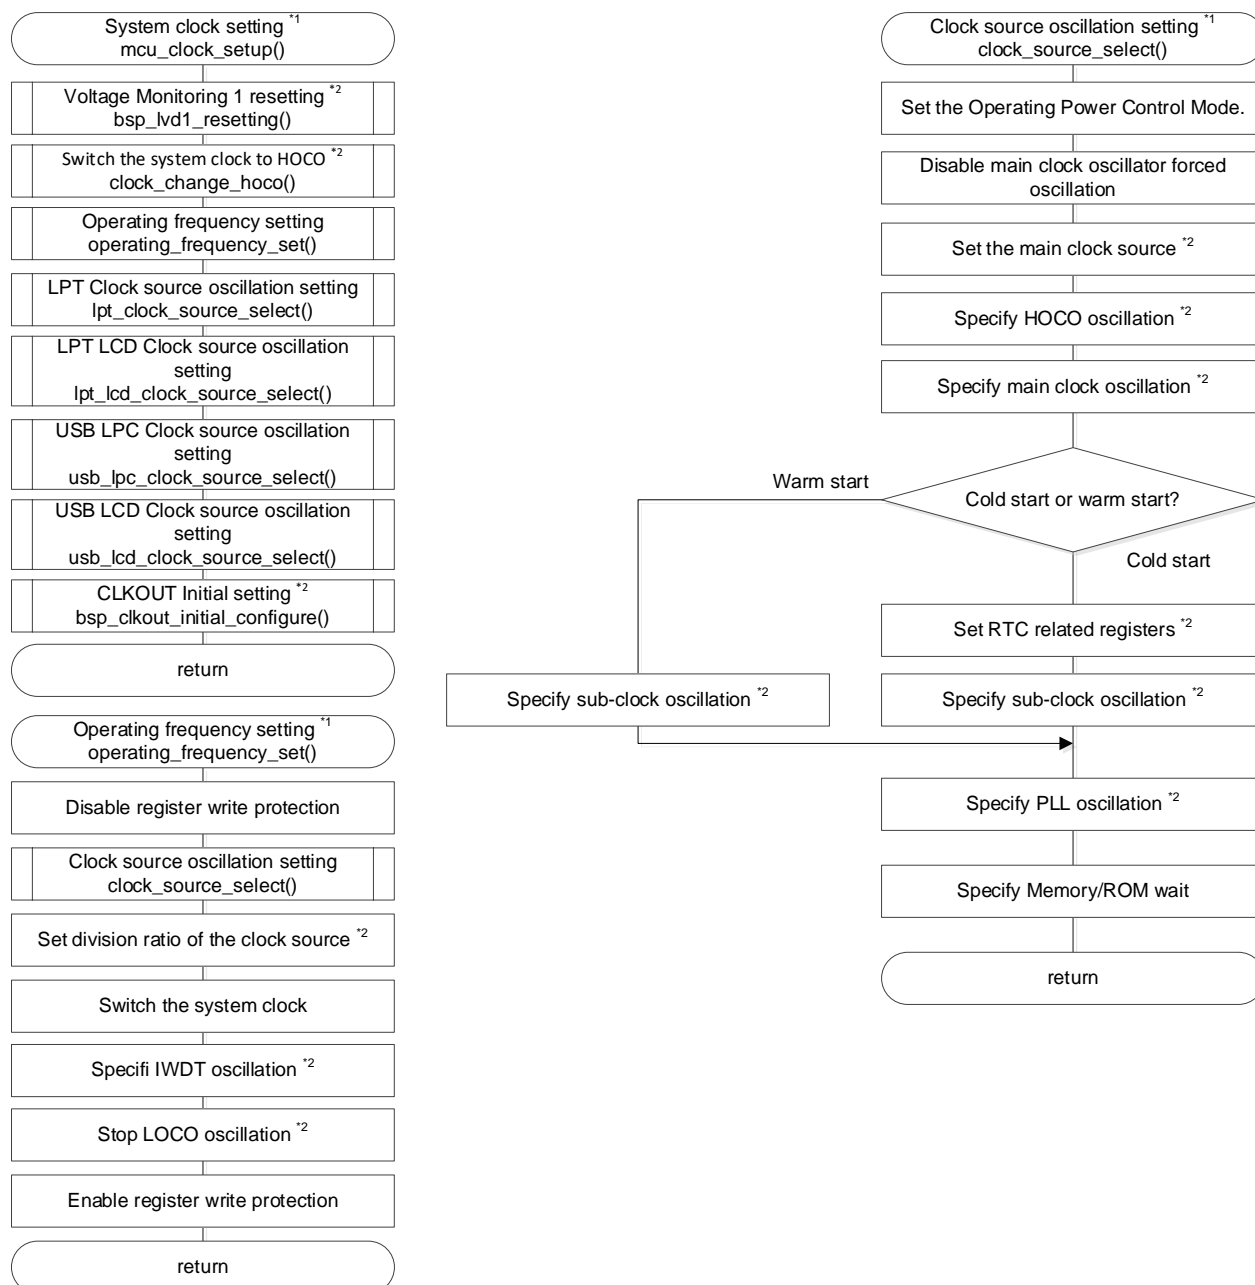 System clock setting *1
mcu_clock_setup()
Voltage Monitoring 1 resetting *2
bsp_lvd1_resetting()
Switch the system clock to HOCO *2
clock_change_hoco()
Operating frequency setting
operating_frequency_set()
LPT Clock source oscillation setting
lpt_clock_source_select()
LPT LCD Clock source oscillation
setting
lpt_lcd_clock_source_select()
USB LPC Clock source oscillation
setting
usb_lpc_clock_source_select()
USB LCD Clock source oscillation
setting
usb_lcd_clock_source_select()
CLKOUT Initial setting *2
bsp_clkout_initial_configure()
return
Operating frequency setting *1
operating_frequency_set()
Disable register write protection
Clock source oscillation setting
clock_source_select()
Set division ratio of the clock source *2
Switch the system clock
Specifi IWDT oscillation *2
Stop LOCO oscillation *2
Enable register write protection
return
Clock source oscillation setting *1
clock_source_select()
Set the Operating Power Control Mode.
Disable main clock oscillator forced
oscillation
Set the main clock source *2
Specify HOCO oscillation *2
Specify main clock oscillation *2
Warm start
Cold start or warm start?
Cold start
Set RTC related registers *2
Specify sub-clock oscillation *2
Specify sub-clock oscillation *2
Specify PLL oscillation *2
Specify Memory/ROM wait
return